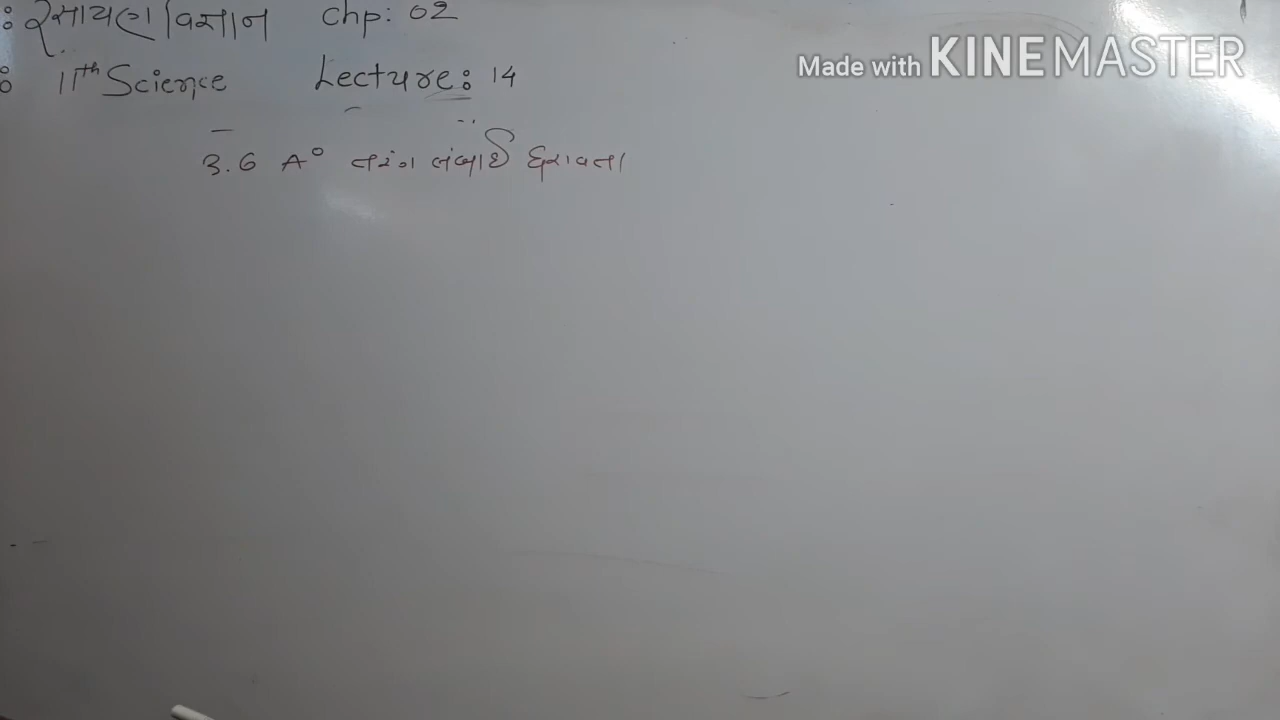 : રસાયણ વિજ્ઞાન Chp: 02
Made with KINEMASTER
: 11th Science Lecture: 14
3.6 A° તરંગ લંબાઈ ધરાવતા